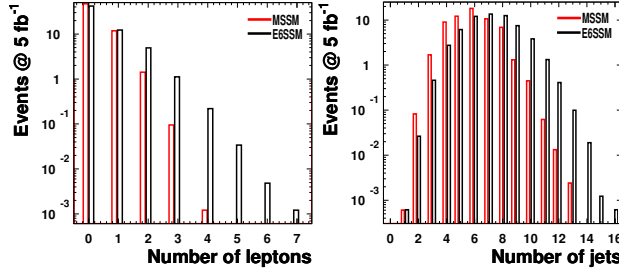 Events @ 5 fb⁻¹
10
1
10⁻¹
10⁻²
10⁻³
MSSM
E6SSM
0 1 2 3 4 5 6 7
Number of leptons
Events @ 5 fb⁻¹
10
1
10⁻¹
10⁻²
10⁻³
MSSM
E6SSM
0 2 4 6 8 10 12 14 16
Number of jets